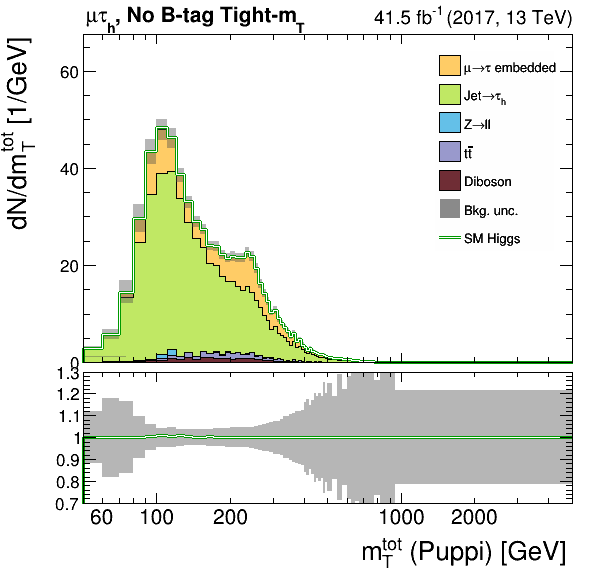 μτh, No B-tag Tight-mT
41.5 fb-1 (2017, 13 TeV)
dN/dmTtot [1/GeV]
60
40
20
0
μ→τ embedded
Jet→τh
Z→ll
tt̄
Diboson
Bkg. unc.
SM Higgs
1.3
1.2
1.1
1
0.9
0.8
0.7
60 100 200 1000 2000
mTtot (Puppi) [GeV]